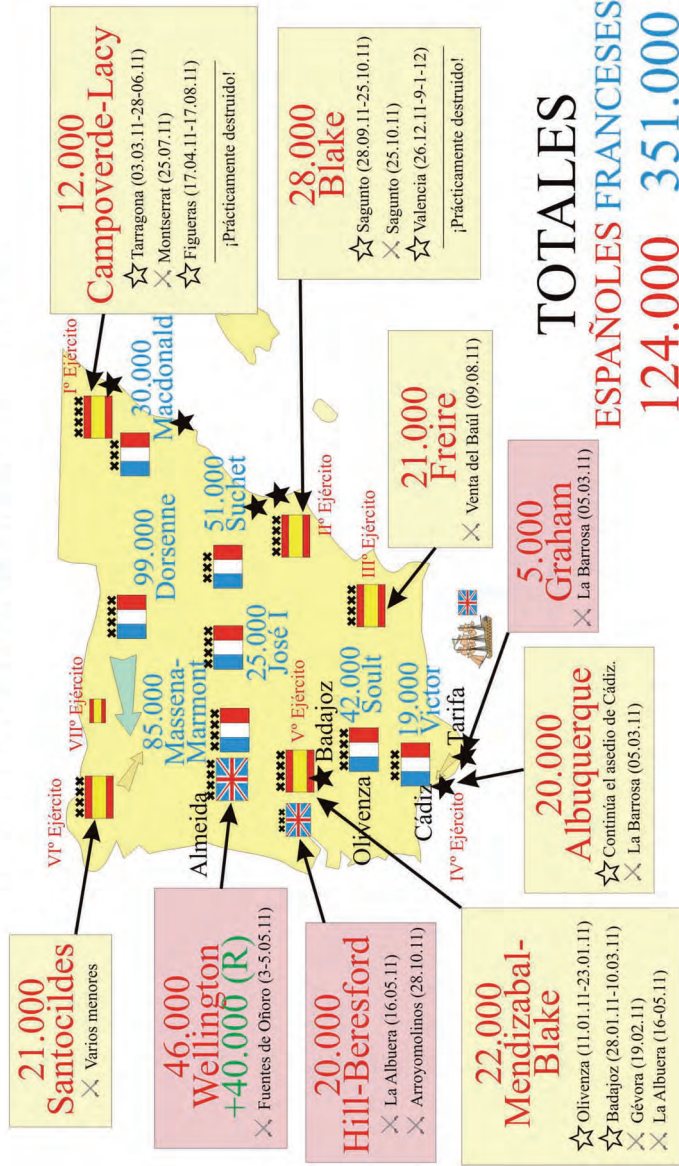 21.000
Santocildes
Varios menores
46.000
Wellington
+40.000 (R)
Fuentes de Oñoro (3-5.05.11)
20.000
Hill-Beresford
La Albuera (16.05.11)
Arroyomolinos (28.10.11)
22.000
Mendizabal-
Blake
Olivenza (11.01.11-23.01.11)
Badajoz (28.01.11-10.03.11)
Gévora (19.02.11)
La Albuera (16-05.11)
VIº Ejército
VIIº Ejército
Almeida
85.000
Massena-
Marmont
99.000
Dorsenne
Iº Ejército
30.000
Macdonald
51.000
Suchet
25.000
José I
IIº Ejército
Vº Ejército
Badajoz
42.000
Soult
Olivenza
19.000
Victor
IIIº Ejército
Cádiz
Tarifa
IVº Ejército
12.000
Campoverde-Lacy
Tarragona (03.03.11-28-06.11)
Montserrat (25.07.11)
Figueras (17.04.11-17.08.11)
¡Prácticamente destruido!
28.000
Blake
Sagunto (28.09.11-25.10.11)
Sagunto (25.10.11)
Valencia (26.12.11-9-1-12)
¡Prácticamente destruido!
21.000
Freire
Venta del Baúl (09.08.11)
5.000
Graham
La Barrosa (05.03.11)
20.000
Albuquerque
Continúa el asedio de Cádiz.
La Barrosa (05.03.11)
TOTALES
ESPAÑOLES FRANCESES
124.000 351.000